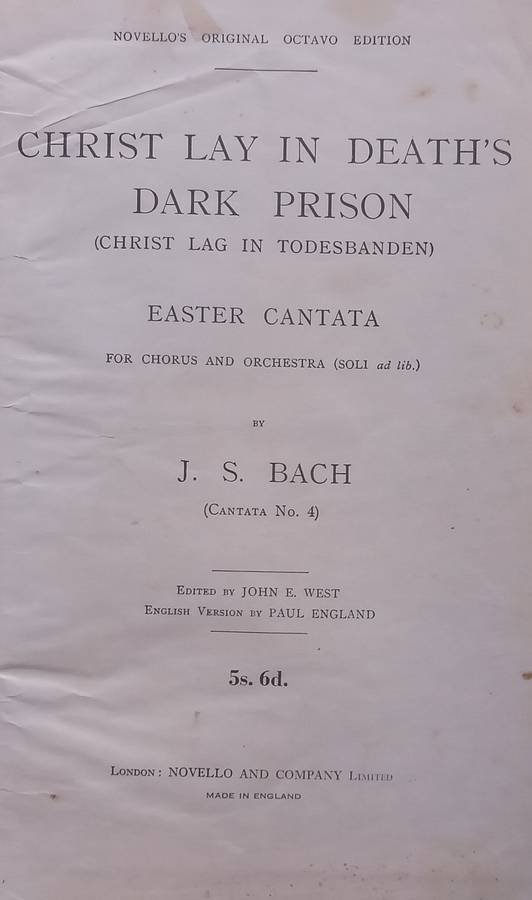 NOVELLO'S ORIGINAL OCTAVO EDITION
CHRIST LAY IN DEATH'S
DARK PRISON
(CHRIST LAG IN TODESBANDEN)
EASTER CANTATA
FOR CHORUS AND ORCHESTRA (SOLI ad lib.)
BY
J. S. BACH
(CANTATA No. 4)
EDITED BY JOHN E. WEST
ENGLISH VERSION BY PAUL ENGLAND
5s. 6d.
LONDON: NOVELLO AND COMPANY LIMITED
MADE IN ENGLAND